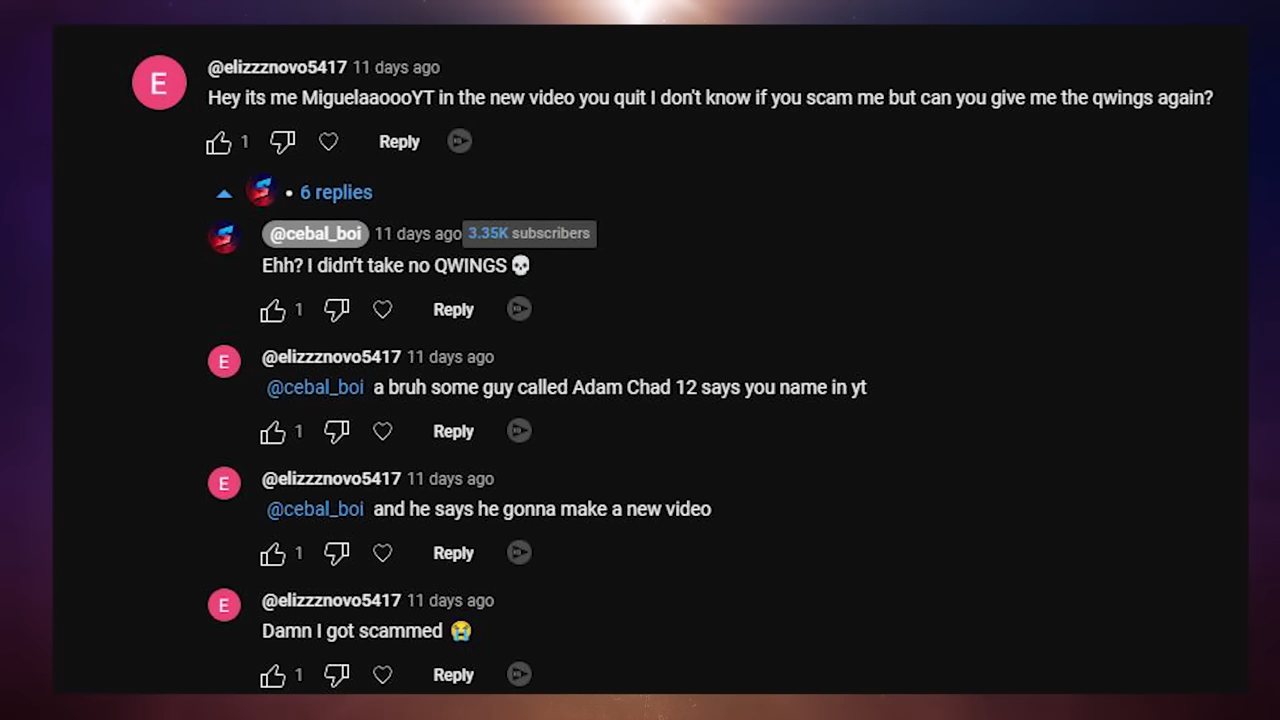 E
@elizzznovo5417 11 days ago
Hey its me MiguelaaoooYT in the new video you quit I don't know if you scam me but can you give me the qwings again?
1 Reply
• 6 replies
@cebal_boi 11 days ago 3.35K subscribers
Ehh? I didn't take no QWINGS 💀
1 Reply
E
@elizzznovo5417 11 days ago
@cebal_boi a bruh some guy called Adam Chad 12 says you name in yt
1 Reply
E
@elizzznovo5417 11 days ago
@cebal_boi and he says he gonna make a new video
1 Reply
E
@elizzznovo5417 11 days ago
Damn I got scammed 😭
1 Reply